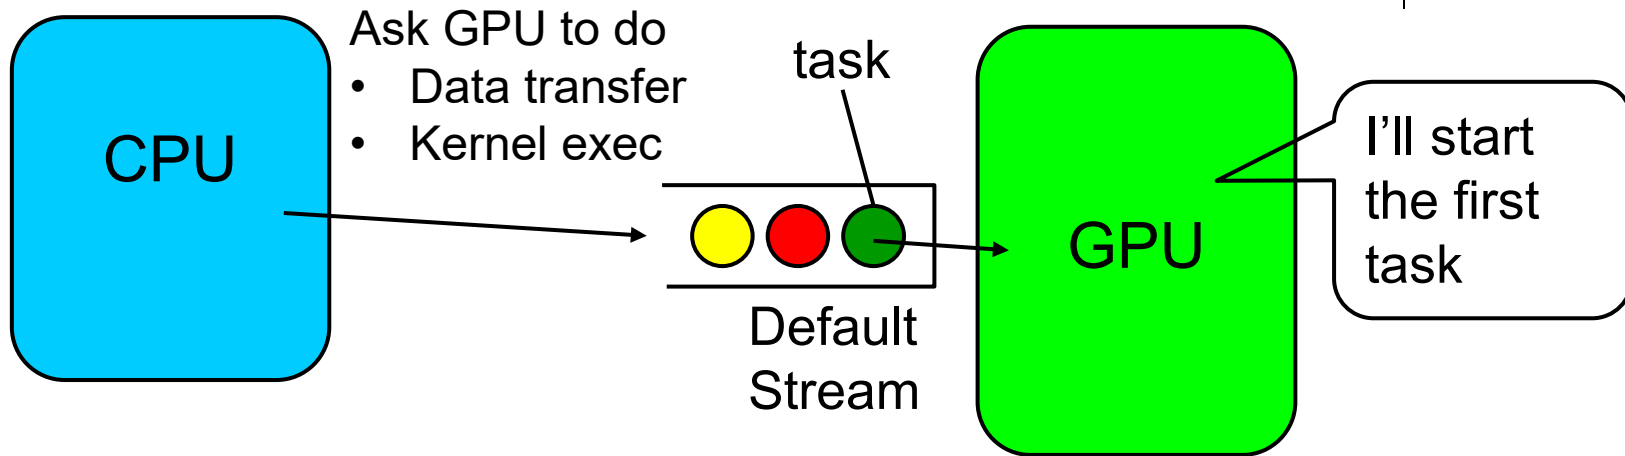 CPU
Ask GPU to do
• Data transfer
• Kernel exec
task
Default
Stream
GPU
I'll start
the first
task